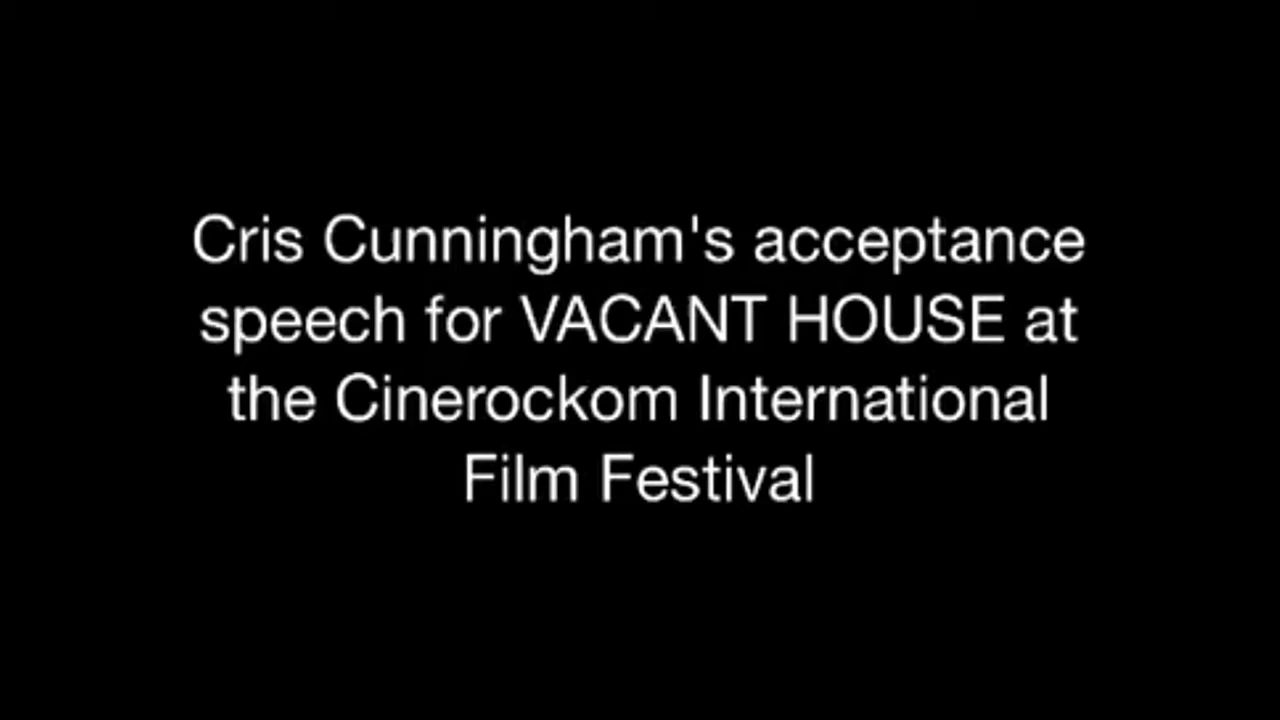 Cris Cunningham's acceptance
speech for VACANT HOUSE at
the Cinerockom International
Film Festival